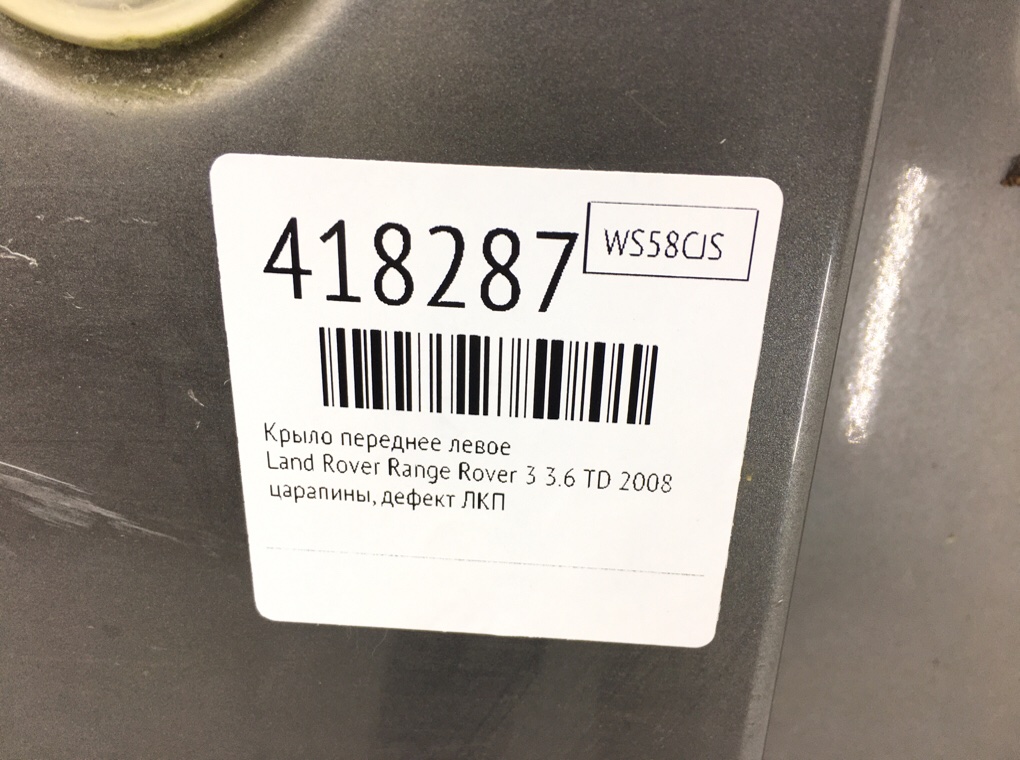 418287
WS58CJS
Крыло переднее левое
Land Rover Range Rover 3 3.6 TD 2008
царапины, дефект ЛКП